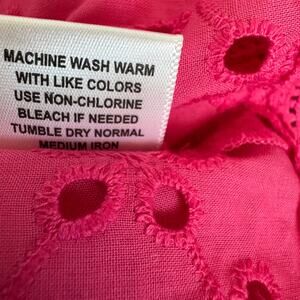 MACHINE WASH WARM
WITH LIKE COLORS
USE NON-CHLORINE
BLEACH IF NEEDED
TUMBLE DRY NORMAL
MEDIUM IRON